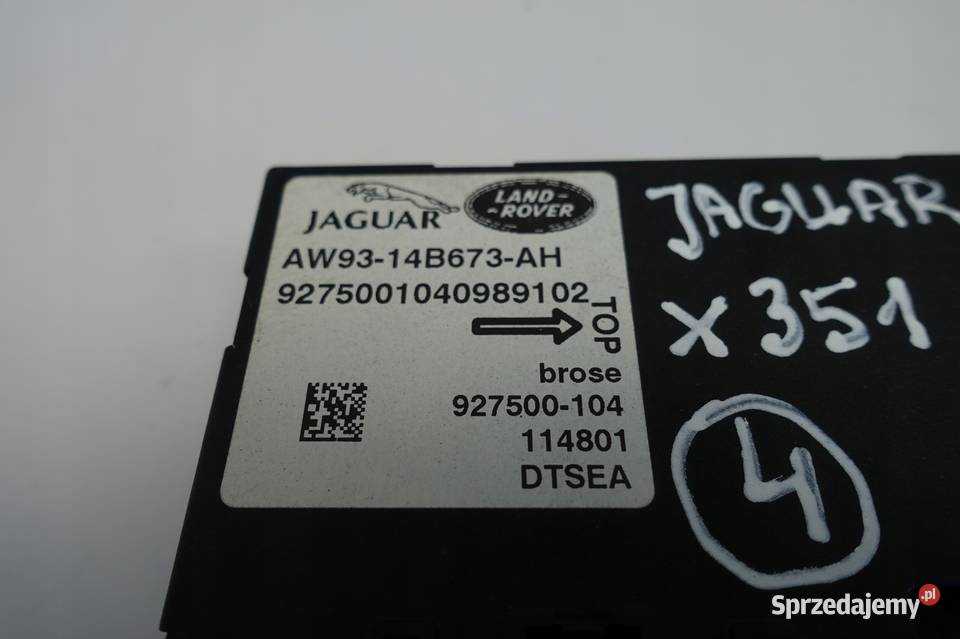 JAGUAR
LAND-
-ROVER
AW93-14B673-AH
9275001040989102
TOP
brose
927500-104
114801
DTSEA
JAGUAR
X351
4
Sprzedajemy.pl